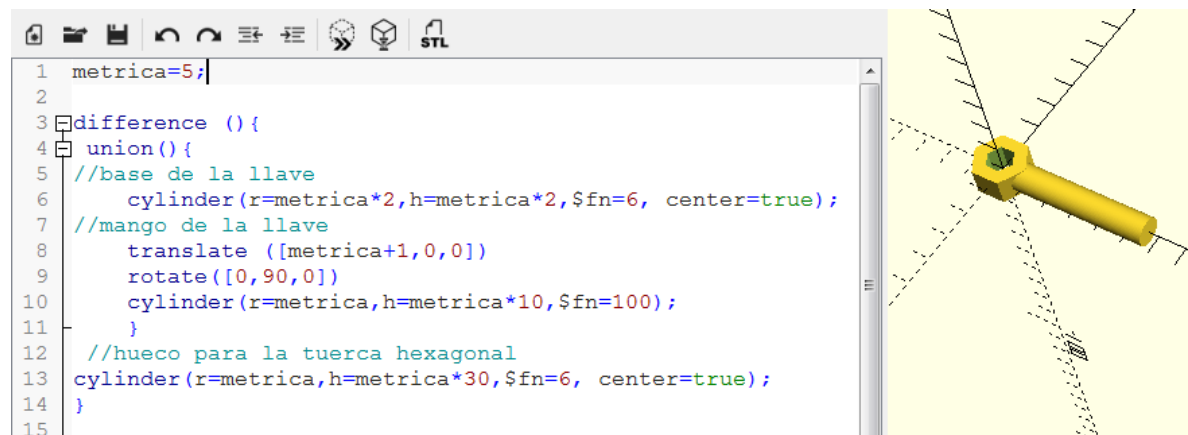 STL
1 metrica=5;
2
3 difference (){
4 union(){
5 //base de la llave
6 cylinder(r=metrica*2,h=metrica*2,$fn=6, center=true);
7 //mango de la llave
8 translate ([metrica+1,0,0])
9 rotate([0,90,0])
10 cylinder(r=metrica,h=metrica*10,$fn=100);
11 }
12 //hueco para la tuerca hexagonal
13 cylinder(r=metrica,h=metrica*30,$fn=6, center=true);
14 }
15